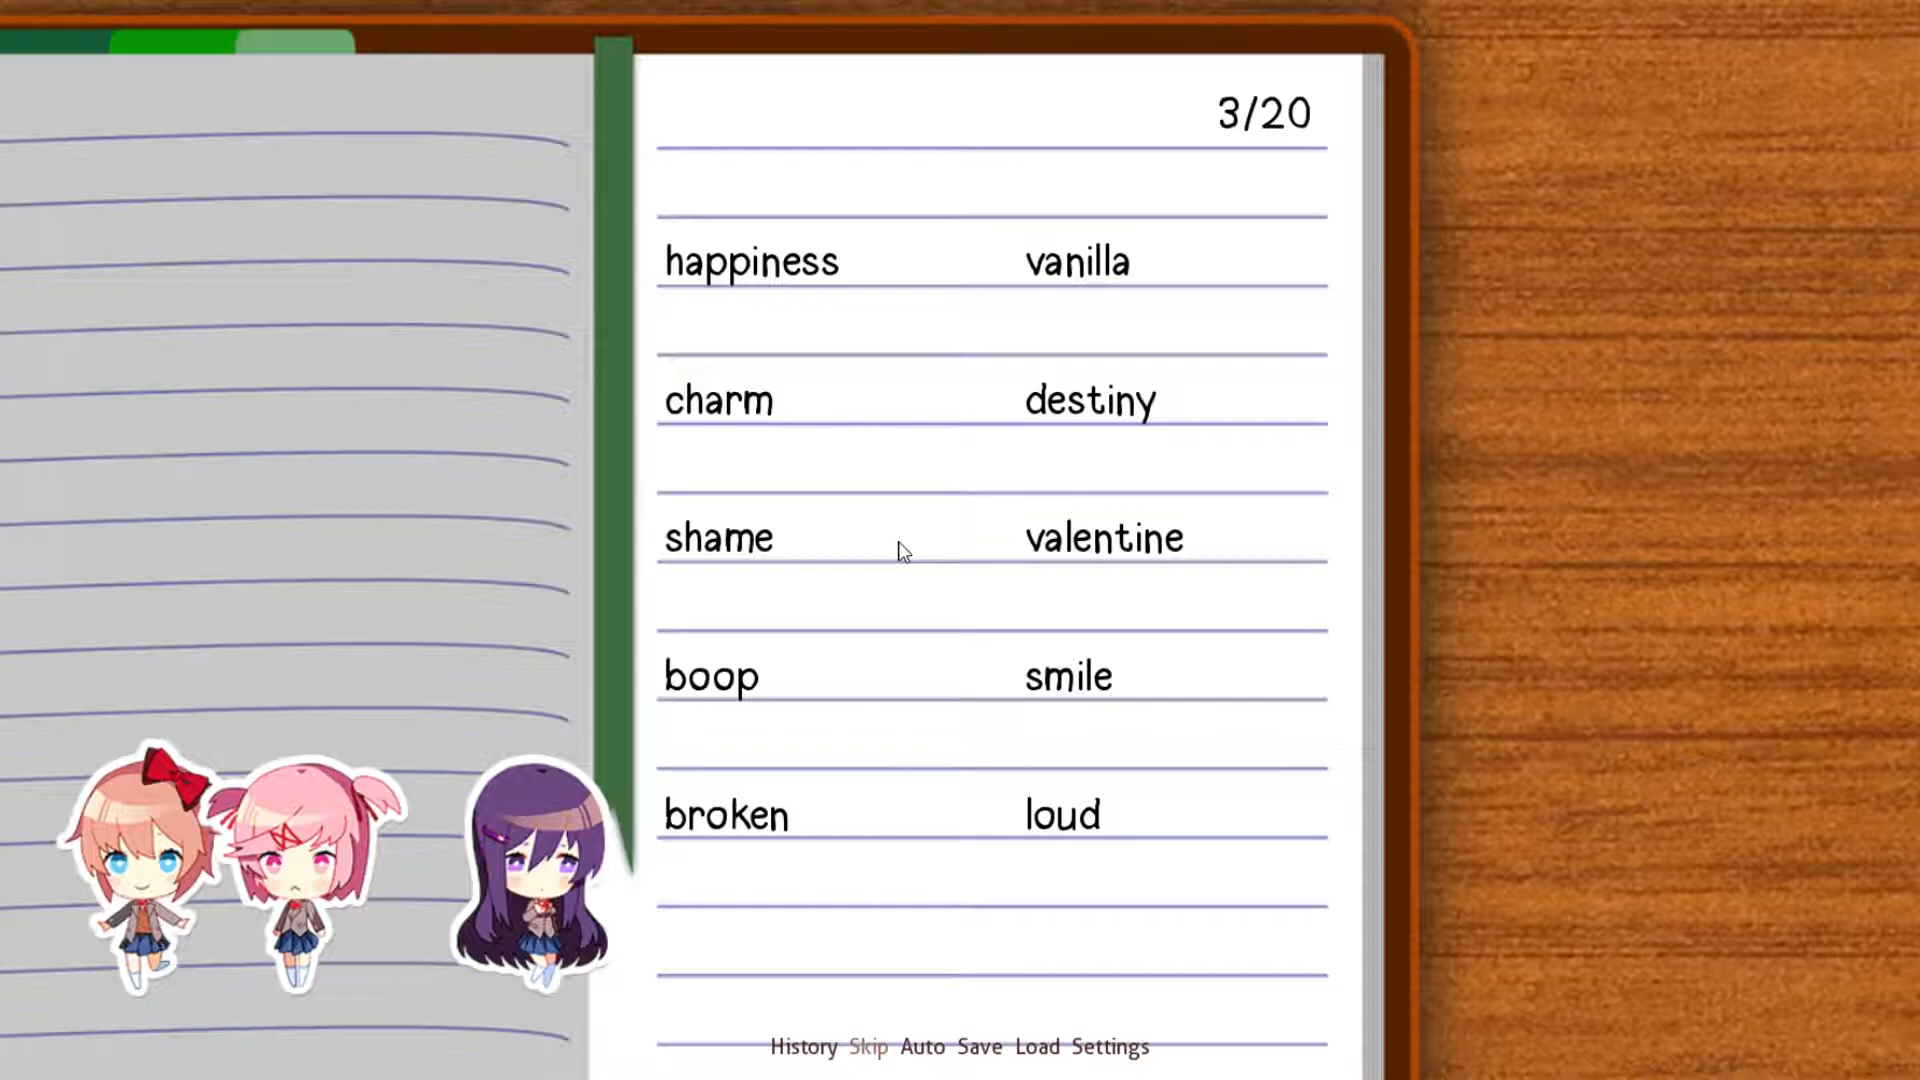 3/20
happiness vanilla
charm destiny
shame valentine
boop smile
broken loud
History Skip Auto Save Load Settings